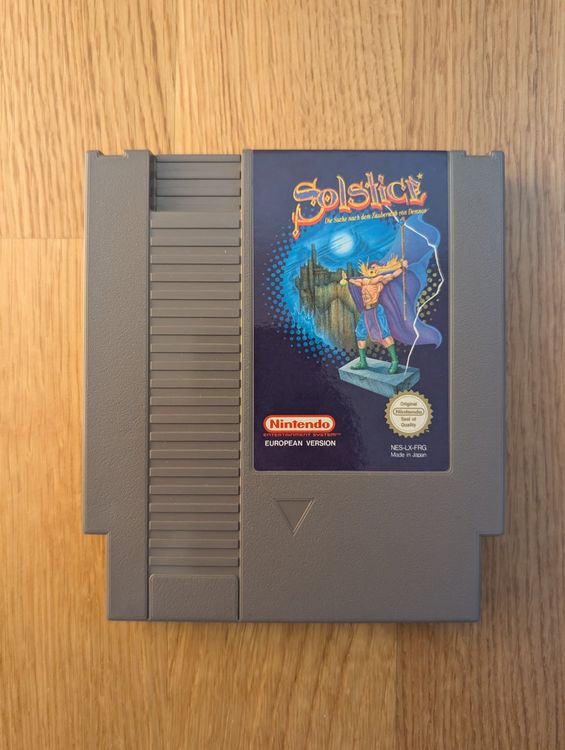 Solstice
Die Suche nach dem Zauberstab von Demnos
Nintendo
ENTERTAINMENT SYSTEM™
EUROPEAN VERSION
Original
Nintendo
Seal of
Quality
NES-LX-FRG
Made in Japan